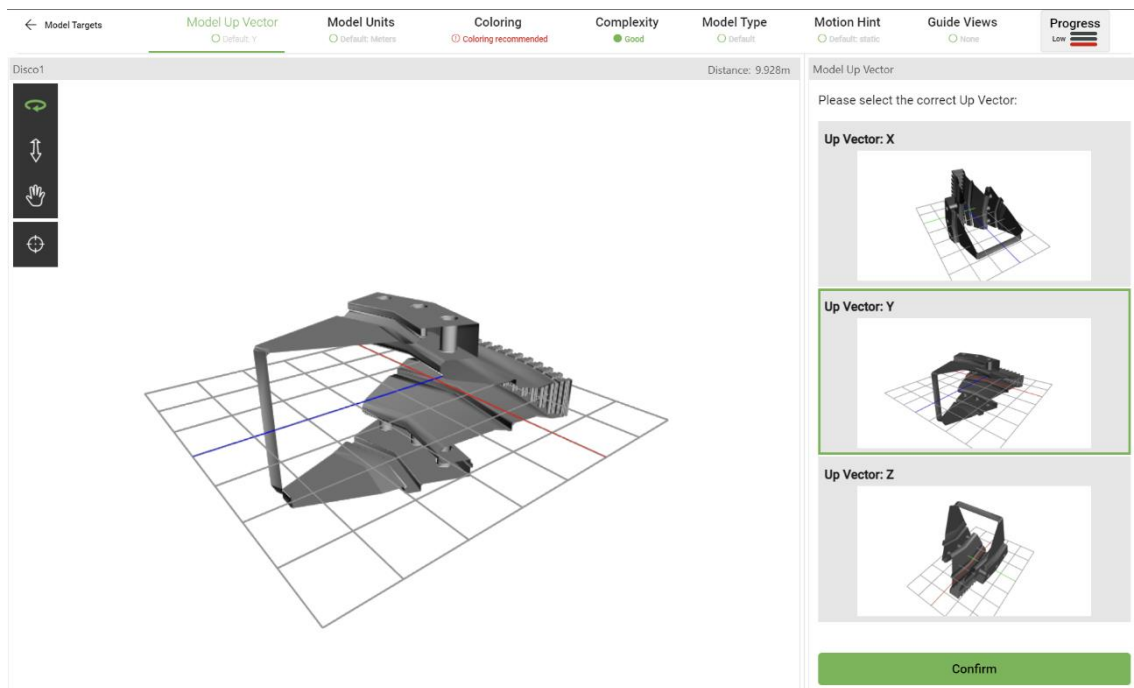 ← Model Targets
Model Up Vector
Default: Y
Model Units
Default: Meters
Coloring
Coloring recommended
Complexity
Good
Model Type
Default
Motion Hint
Default: static
Guide Views
None
Progress
Low
Disco1
Distance: 9.928m
Model Up Vector
Please select the correct Up Vector:
Up Vector: X
Up Vector: Y
Up Vector: Z
Confirm